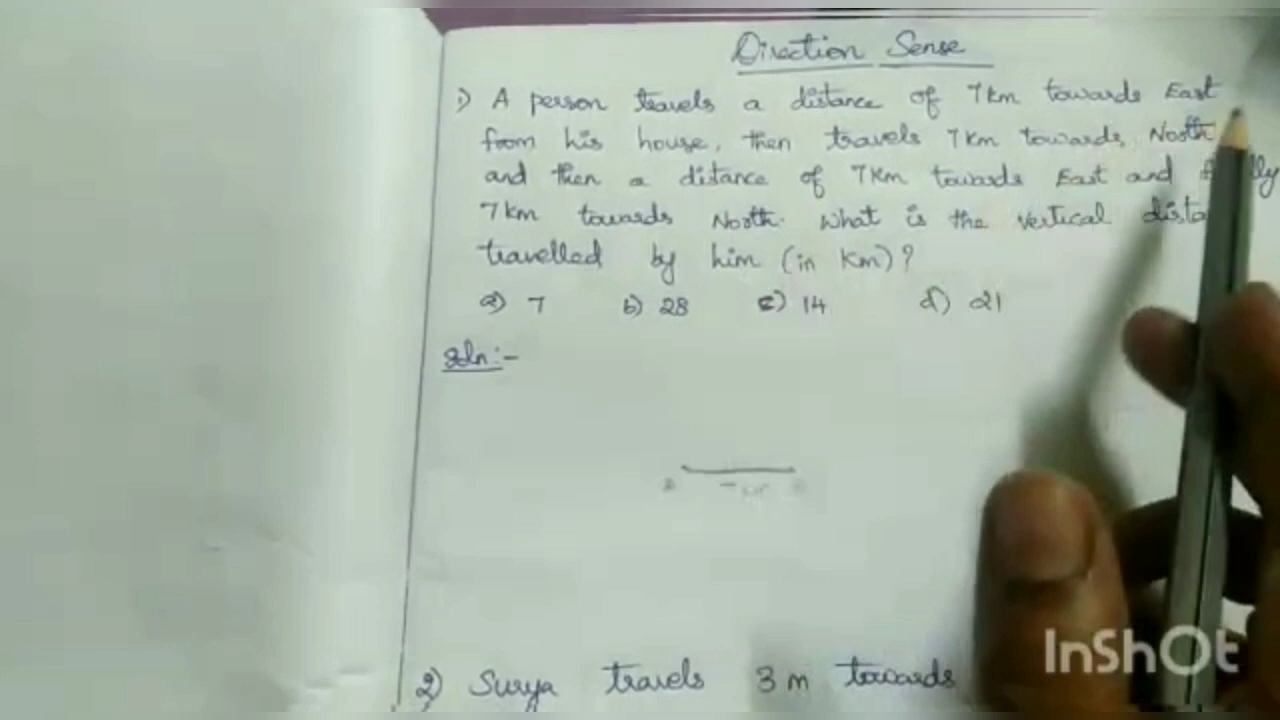 Direction Sense
1) A person travels a distance of 7km towards East
from his house, then travels 7km towards North
and then a distance of 7km towards East and
7km towards North. What is the vertical
travelled by him (in km)?
a) 7 b) 28 c) 14 d) 21
Soln:-
2) Surya travels 3m towards
InShOt